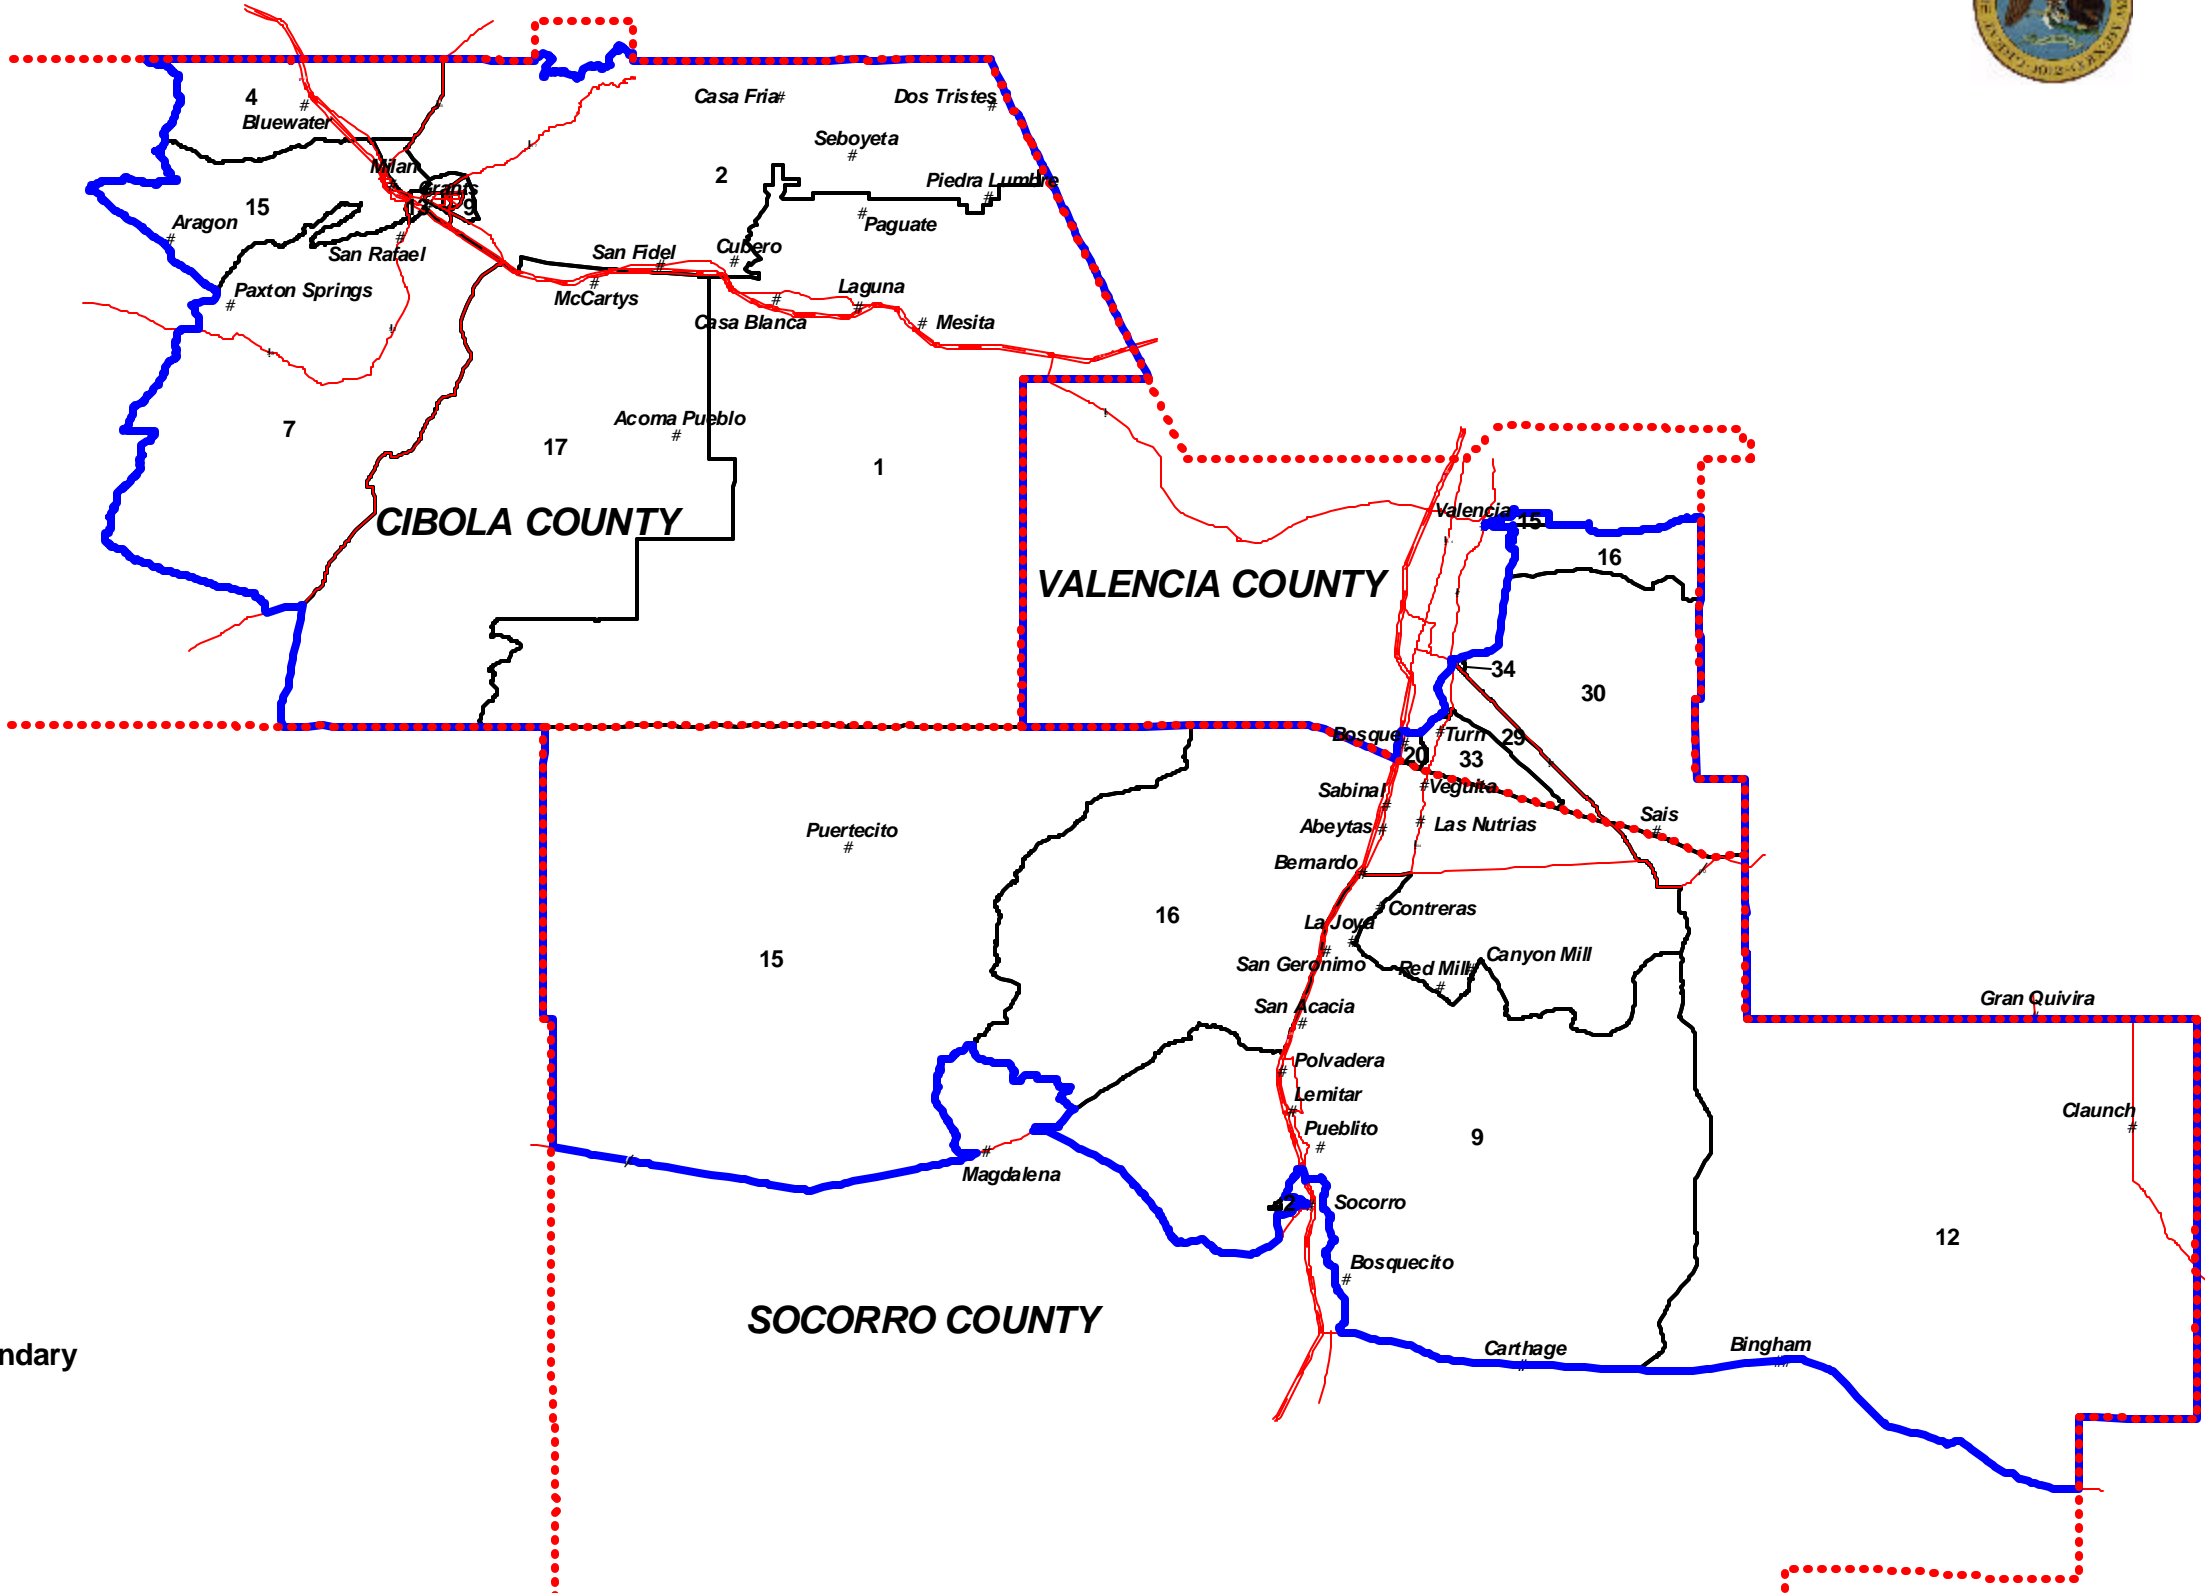 4
Bluewater
Casa Fria
Dos Tristes
Seboyeta
Milan
2
Grants
Piedra Lumbre
15
13
9
Aragon
Paguate
San Rafael
San Fidel
Cubero
Paxton Springs
McCartys
Laguna
Casa Blanca
Mesita
7
Acoma Pueblo
17
1
CIBOLA COUNTY
Valencia
15
16
VALENCIA COUNTY
34
30
Bosque
Turn
29
20
33
Sabinal
Veguita
Puertecito
Abeytas
Las Nutrias
Sais
Bernardo
16
Contreras
La Joya
15
San Geronimo
Red Mill
Canyon Mill
San Acacia
Gran Quivira
Polvadera
Lemitar
Claunch
Pueblito
9
Magdalena
Socorro
12
Bosquecito
SOCORRO COUNTY
Carthage
Bingham
ndary